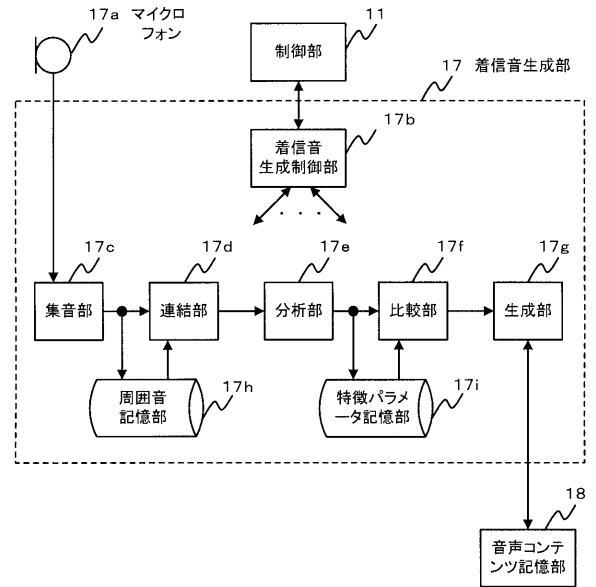 17a マイクロ
フォン
11
制御部
17 着信音生成部
17b
着信音
生成制御部
・・・
17c
集音部
17d
連結部
17e
分析部
17f
比較部
17g
生成部
周囲音
記憶部
17h
特徴パラメ
ータ記憶部
17i
18
音声コンテ
ンツ記憶部